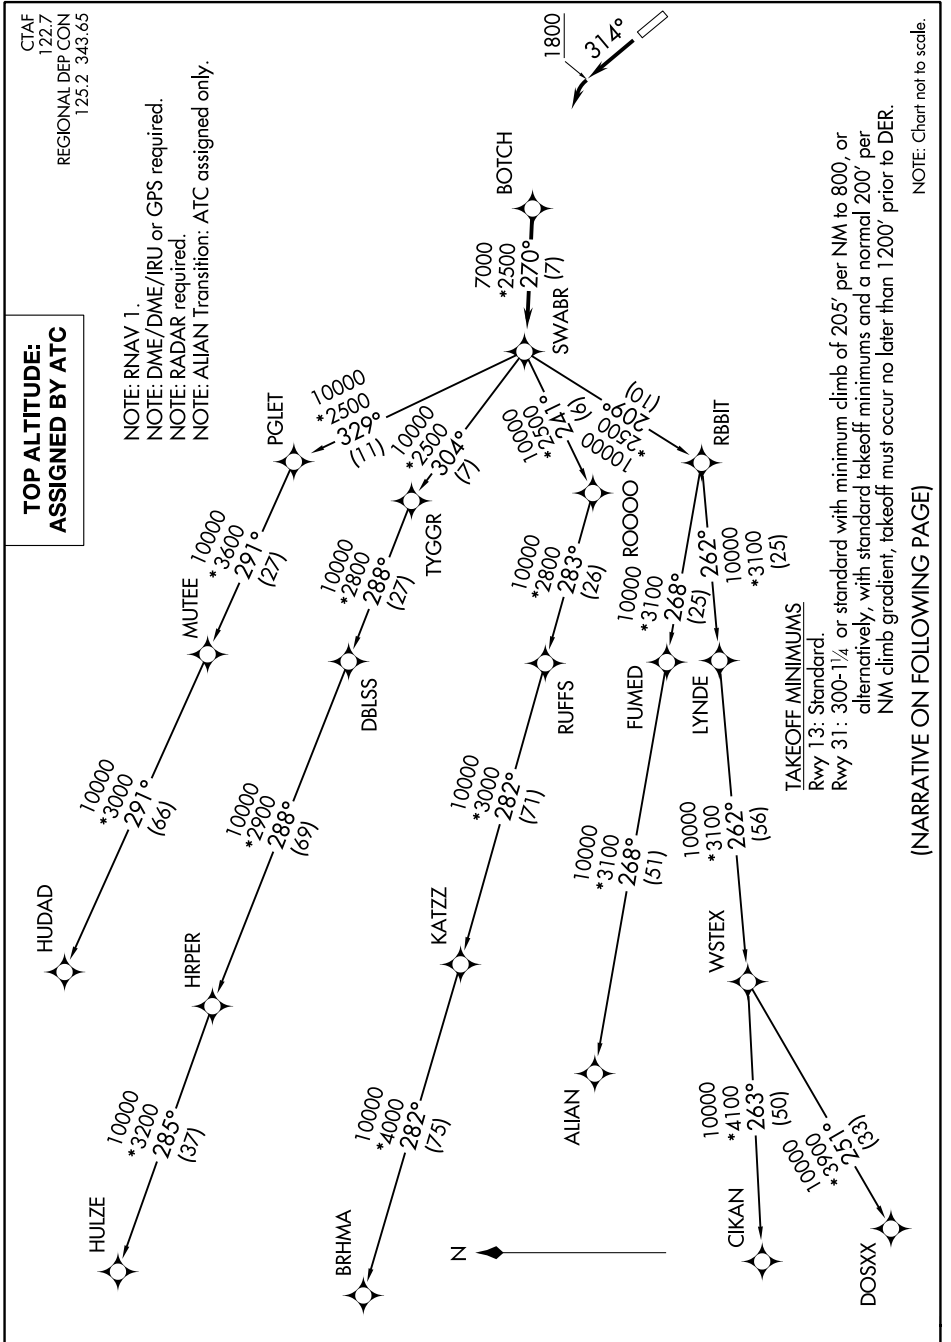 TOP ALTITUDE:
ASSIGNED BY ATC
CTAF
122.7
REGIONAL DEP CON
125.2 343.65
NOTE: RNAV 1.
NOTE: DME/DME/IRU or GPS required.
NOTE: RADAR required.
NOTE: ALIAN Transition: ATC assigned only.
HUDAD
10000
*3000
291°
(66)
MUTEE
10000
*3600
291°
(27)
PGLET
10000
*2500
329°
(11)
HULZE
10000
*3200
285°
(37)
HRPER
10000
*2900
288°
(69)
DBLSS
10000
*2800
288°
(27)
TYGGR
10000
*2500
304°
(7)
BRHMA
10000
*4000
282°
(75)
KATZZ
10000
*3000
282°
(71)
RUFFS
10000
*2800
283°
(26)
ROOOO
10000
*2500
241°
(9)
SWABR
7000
*2500
270°
(7)
BOTCH
1800
314°
ALIAN
10000
*3100
268°
(51)
FUMED
10000
*3100
268°
(25)
RBBIT
10000
*2500
209°
(10)
LYNDE
262°
10000
*3100
(25)
WSTEX
10000
*3100
262°
(56)
CIKAN
10000
*4100
263°
(50)
DOSXX
10000
*3900
251°
(33)
N
TAKEOFF MINIMUMS
Rwy 13: Standard.
Rwy 31: 300-1¼ or standard with minimum climb of 205' per NM to 800, or
alternatively, with standard takeoff minimums and a normal 200' per
NM climb gradient, takeoff must occur no later than 1200' prior to DER.
(NARRATIVE ON FOLLOWING PAGE)
NOTE: Chart not to scale.